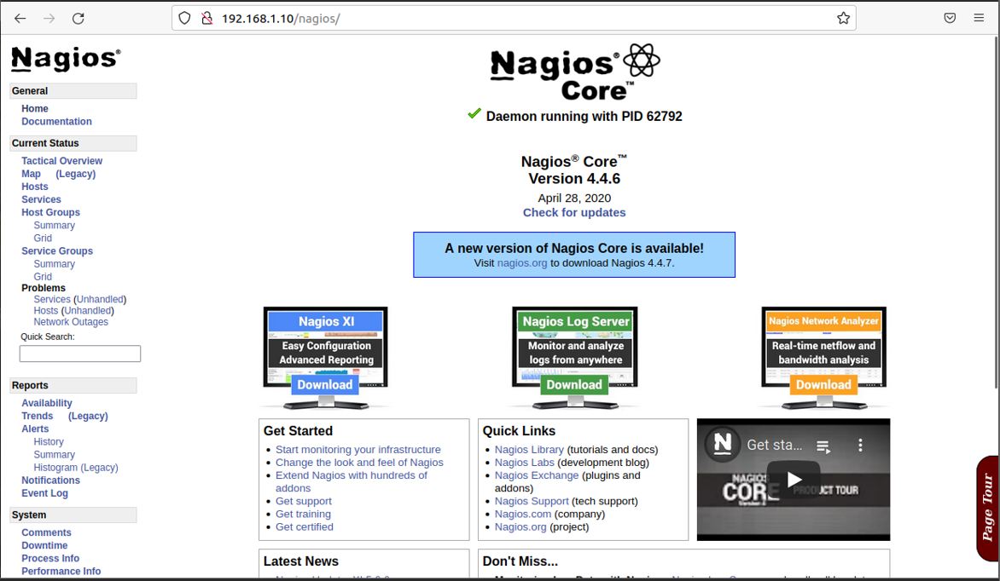 192.168.1.10/nagios/
Nagios®
General
Home
Documentation
Current Status
Tactical Overview
Map (Legacy)
Hosts
Services
Host Groups
Summary
Grid
Service Groups
Summary
Grid
Problems
Services (Unhandled)
Hosts (Unhandled)
Network Outages
Quick Search:
Reports
Availability
Trends (Legacy)
Alerts
History
Summary
Histogram (Legacy)
Notifications
Event Log
System
Comments
Downtime
Process Info
Performance Info
Nagios®
Core™
Daemon running with PID 62792
Nagios® Core™
Version 4.4.6
April 28, 2020
Check for updates
A new version of Nagios Core is available!
Visit nagios.org to download Nagios 4.4.7.
Nagios XI
Easy Configuration
Advanced Reporting
Download
Nagios Log Server
Monitor and analyze
logs from anywhere
Download
Nagios Network Analyzer
Real-time netflow and
bandwidth analysis
Download
Get Started
Start monitoring your infrastructure
Change the look and feel of Nagios
Extend Nagios with hundreds of
addons
Get support
Get training
Get certified
Quick Links
Nagios Library (tutorials and docs)
Nagios Labs (development blog)
Nagios Exchange (plugins and
addons)
Nagios Support (tech support)
Nagios.com (company)
Nagios.org (project)
N Get sta...
NAGIOS
CORE PRODUCT TOUR
Page Tour
Latest News
Don't Miss...